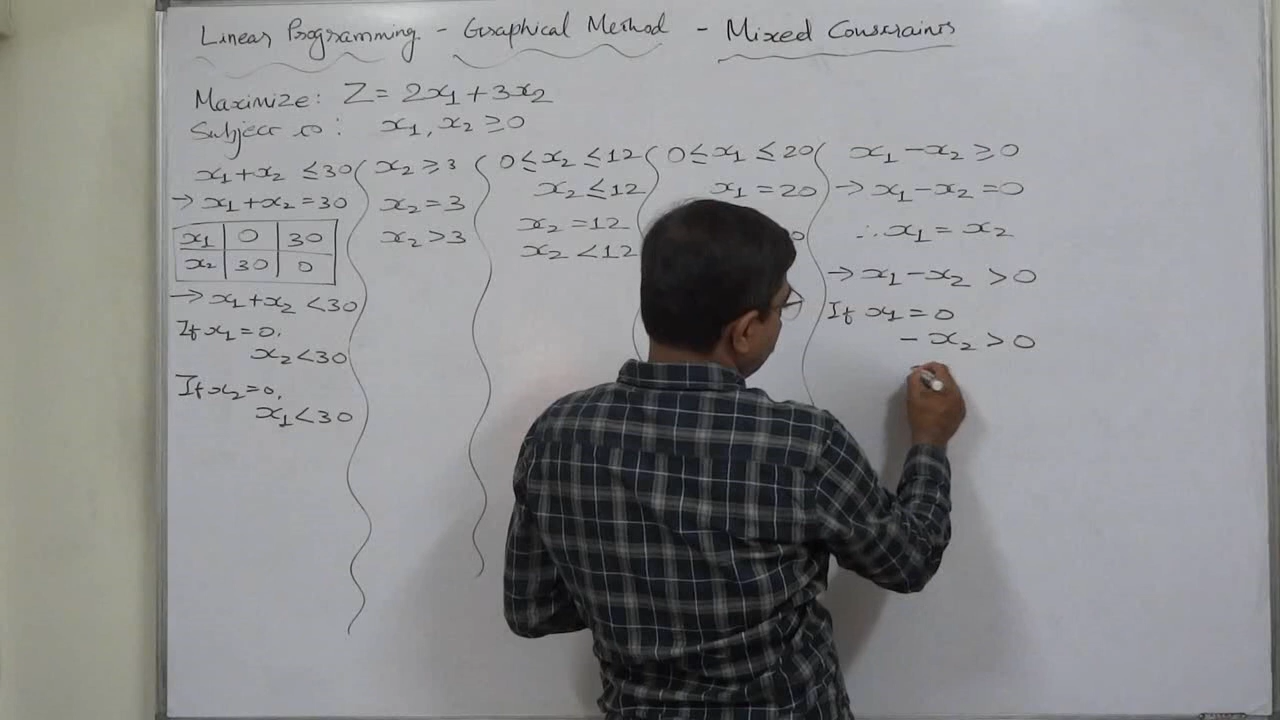 Linear Programming - Graphical Method - Mixed Constraints
Maximize: Z = 2x₁ + 3x₂
Subject to: x₁, x₂ ≥ 0
x₁ + x₂ ≤ 30
→ x₁ + x₂ = 30
x₁ 0 30
x₂ 30 0
→ x₁ + x₂ < 30
If x₁ = 0,
x₂ < 30
If x₂ = 0,
x₁ < 30
x₂ ≥ 3
x₂ = 3
x₂ > 3
0 ≤ x₂ ≤ 12
x₂ ≤ 12
x₂ = 12
x₂ < 12
0 ≤ x₁ ≤ 20
x₁ = 20
x₁ - x₂ ≥ 0
→ x₁ - x₂ = 0
∴ x₁ = x₂
→ x₁ - x₂ > 0
If x₁ = 0
- x₂ > 0